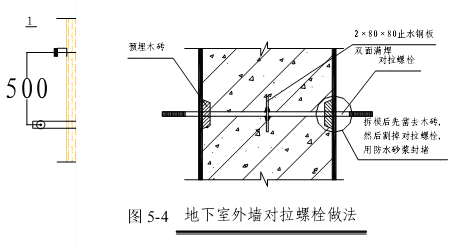 1
500
预埋木砖
2×80×80止水钢板
双面满焊
对拉螺栓
拆模后先凿去木砖,
然后割掉对拉螺栓,
用防水砂浆封堵
图 5-4 地下室外墙对拉螺栓做法